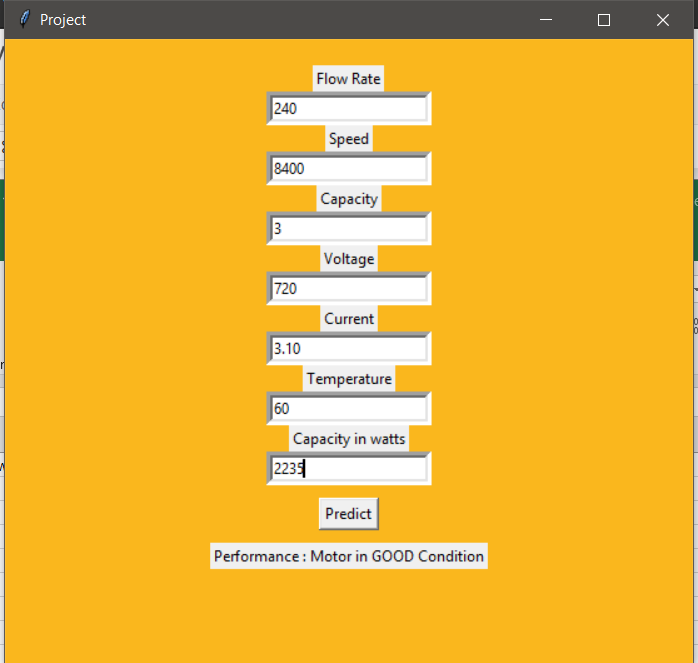 Project
Flow Rate
240
Speed
8400
Capacity
3
Voltage
720
Current
3.10
Temperature
60
Capacity in watts
2235
Predict
Performance : Motor in GOOD Condition